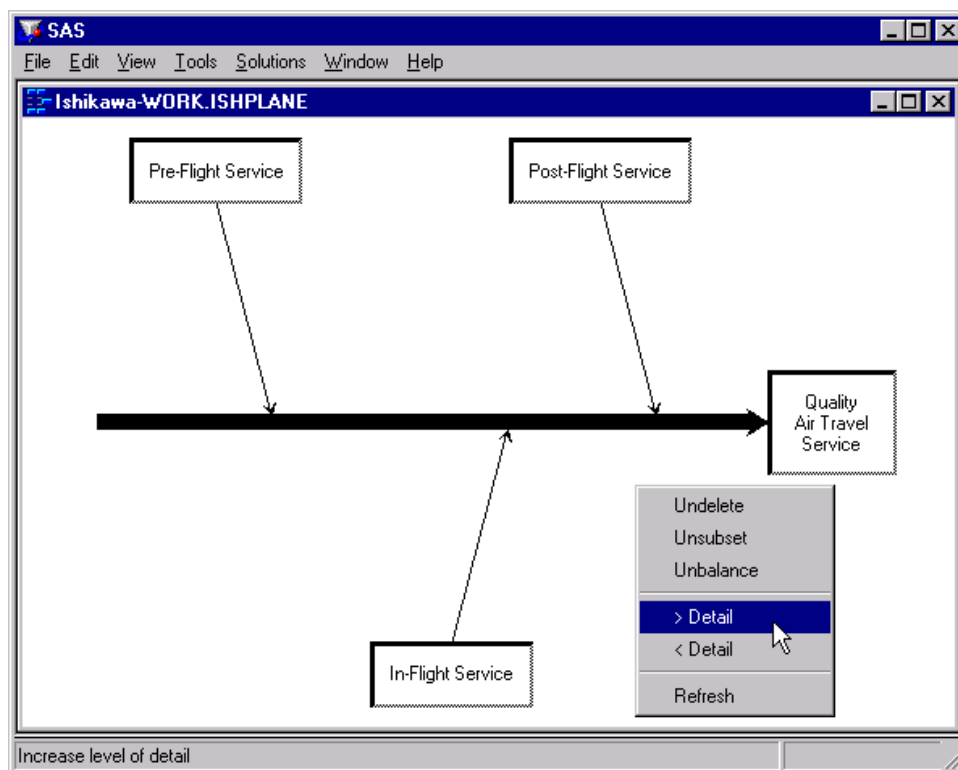 SAS
File Edit View Tools Solutions Window Help
Ishikawa-WORK.ISHPLANE
Pre-Flight Service
Post-Flight Service
Quality
Air Travel
Service
In-Flight Service
Undelete
Unsubset
Unbalance
> Detail
< Detail
Refresh
Increase level of detail